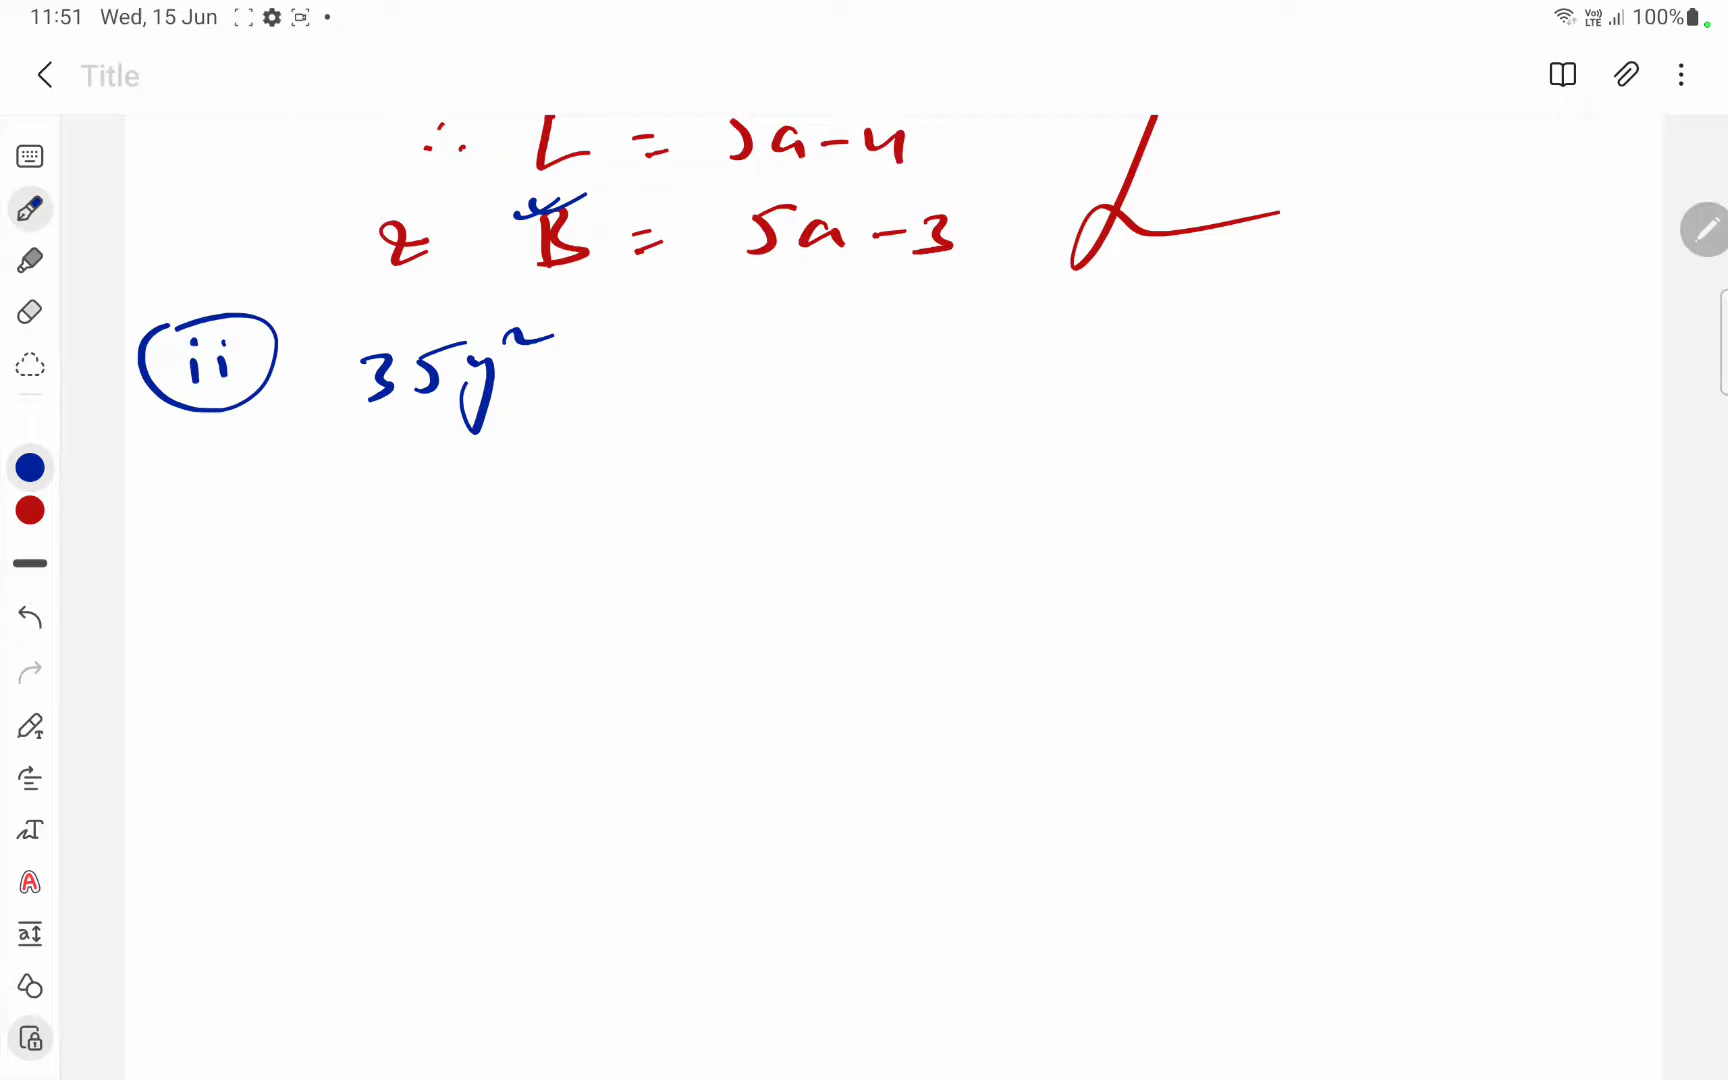 11:51 Wed, 15 Jun 100%
Title
∴ L = 5a-4
& B = 5a-3
ii 35y²